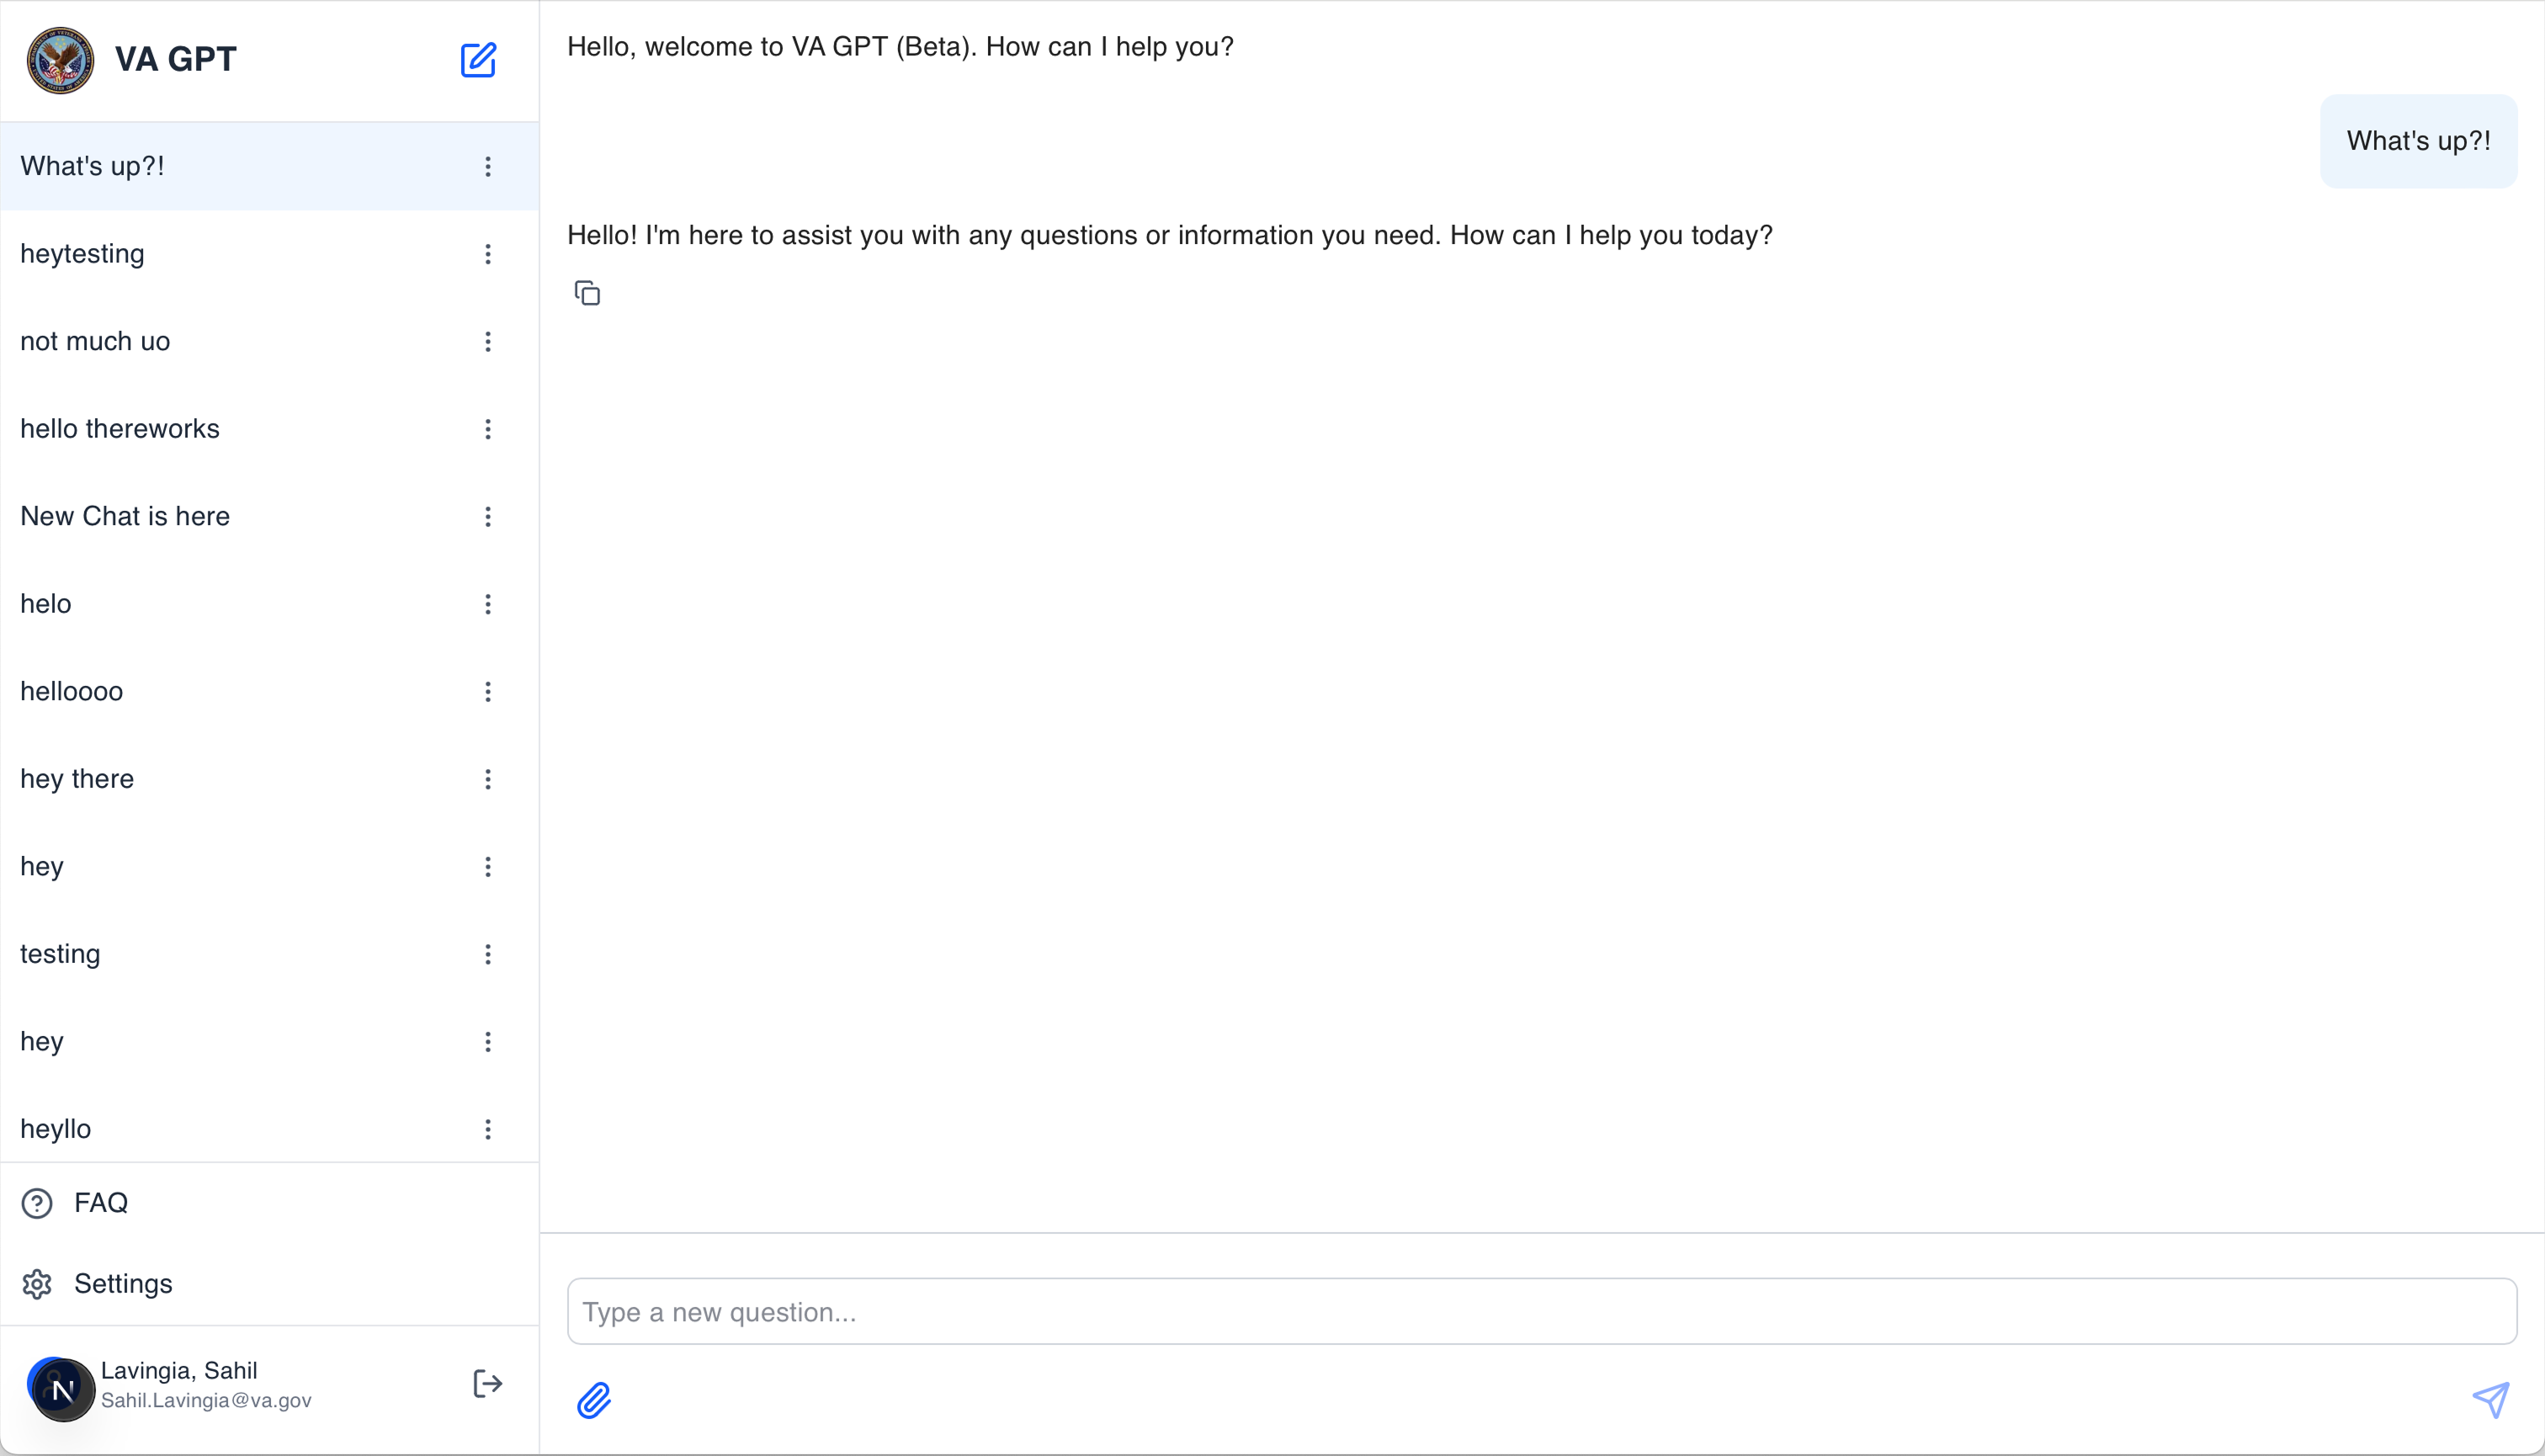 VA GPT
What's up?!
heytesting
not much uo
hello thereworks
New Chat is here
helo
helloooo
hey there
hey
testing
hey
heyllo
FAQ
Settings
N
Lavingia, Sahil
Sahil.Lavingia@va.gov
Hello, welcome to VA GPT (Beta). How can I help you?
What's up?!
Hello! I'm here to assist you with any questions or information you need. How can I help you today?
Type a new question...